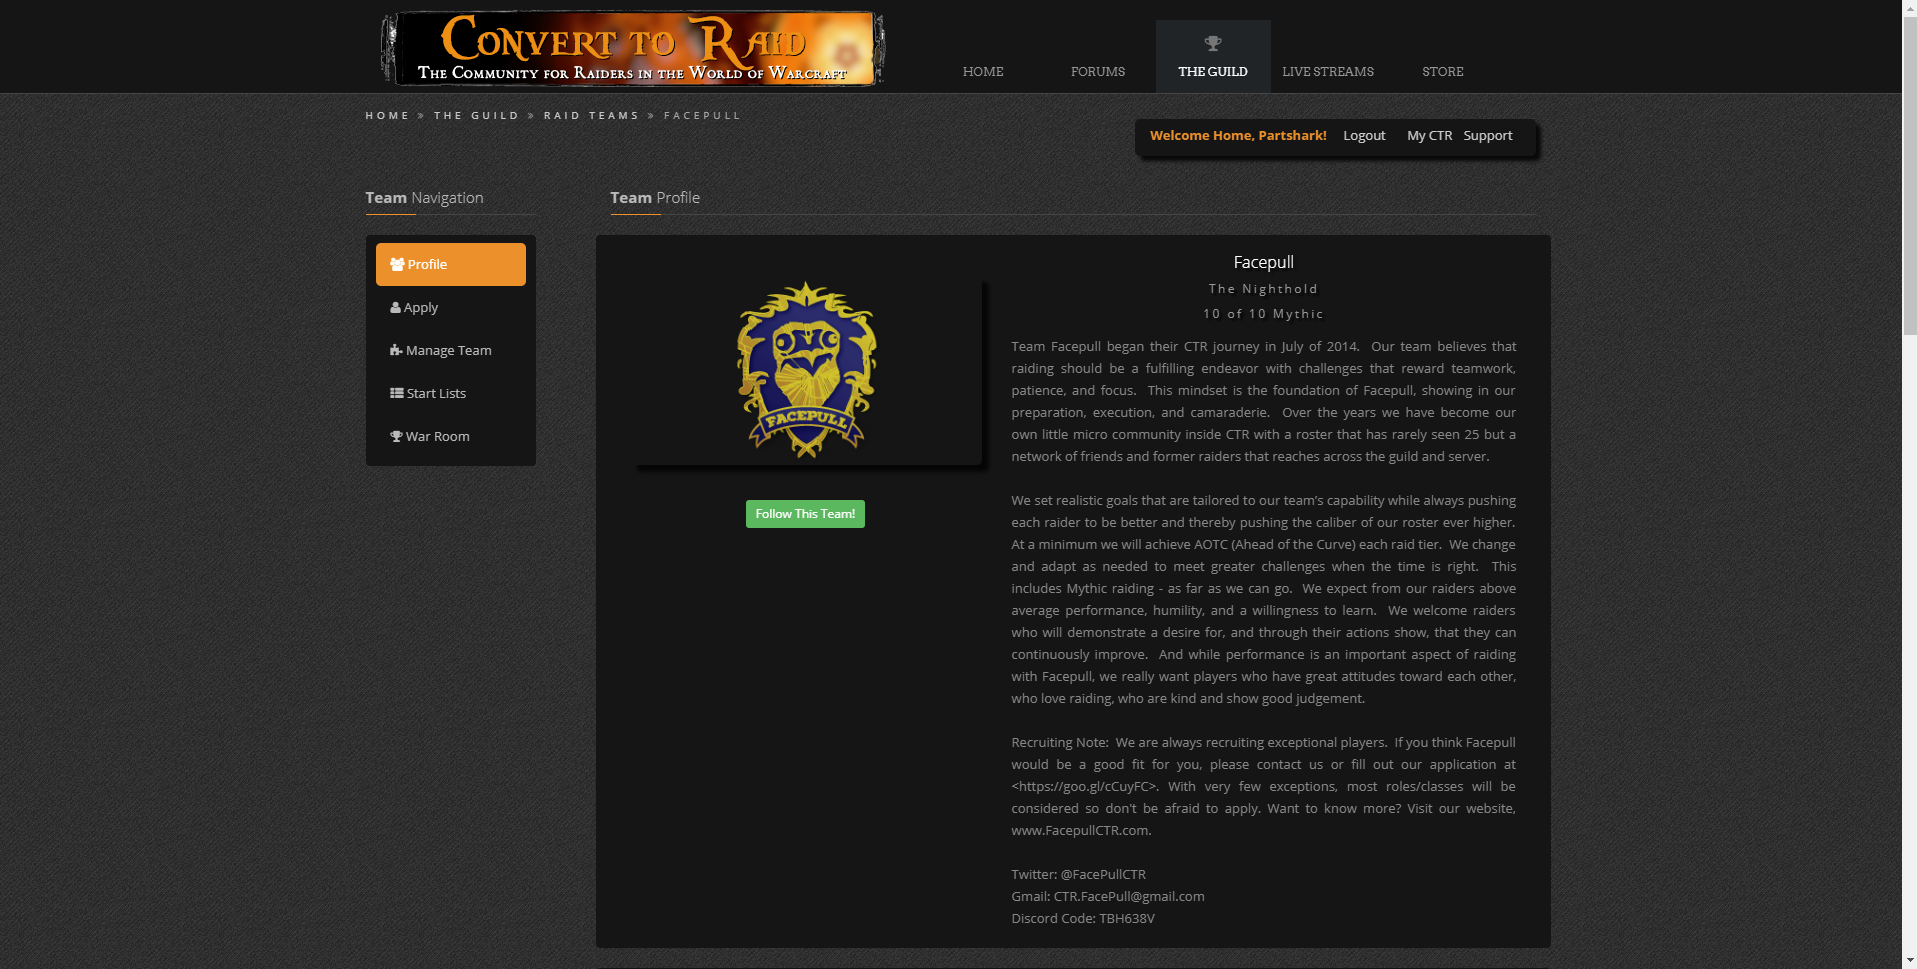 CONVERT TO RAID
THE COMMUNITY FOR RAIDERS IN THE WORLD OF WARCRAFT
HOME
FORUMS
THE GUILD
LIVE STREAMS
STORE
HOME » THE GUILD » RAID TEAMS » FACEPULL
Welcome Home, Partshark! Logout My CTR Support
Team Navigation
Profile
Apply
Manage Team
Start Lists
War Room
Team Profile
FACEPULL
Follow This Team!
Facepull
The Nighthold
10 of 10 Mythic
Team Facepull began their CTR journey in July of 2014. Our team believes that
raiding should be a fulfilling endeavor with challenges that reward teamwork,
patience, and focus. This mindset is the foundation of Facepull, showing in our
preparation, execution, and camaraderie. Over the years we have become our
own little micro community inside CTR with a roster that has rarely seen 25 but a
network of friends and former raiders that reaches across the guild and server.
We set realistic goals that are tailored to our team's capability while always pushing
each raider to be better and thereby pushing the caliber of our roster ever higher.
At a minimum we will achieve AOTC (Ahead of the Curve) each raid tier. We change
and adapt as needed to meet greater challenges when the time is right. This
includes Mythic raiding - as far as we can go. We expect from our raiders above
average performance, humility, and a willingness to learn. We welcome raiders
who will demonstrate a desire for, and through their actions show, that they can
continuously improve. And while performance is an important aspect of raiding
with Facepull, we really want players who have great attitudes toward each other,
who love raiding, who are kind and show good judgement.
Recruiting Note: We are always recruiting exceptional players. If you think Facepull
would be a good fit for you, please contact us or fill out our application at
<https://goo.gl/cCuyFC>. With very few exceptions, most roles/classes will be
considered so don't be afraid to apply. Want to know more? Visit our website,
www.FacepullCTR.com.
Twitter: @FacePullCTR
Gmail: CTR.FacePull@gmail.com
Discord Code: TBH638V